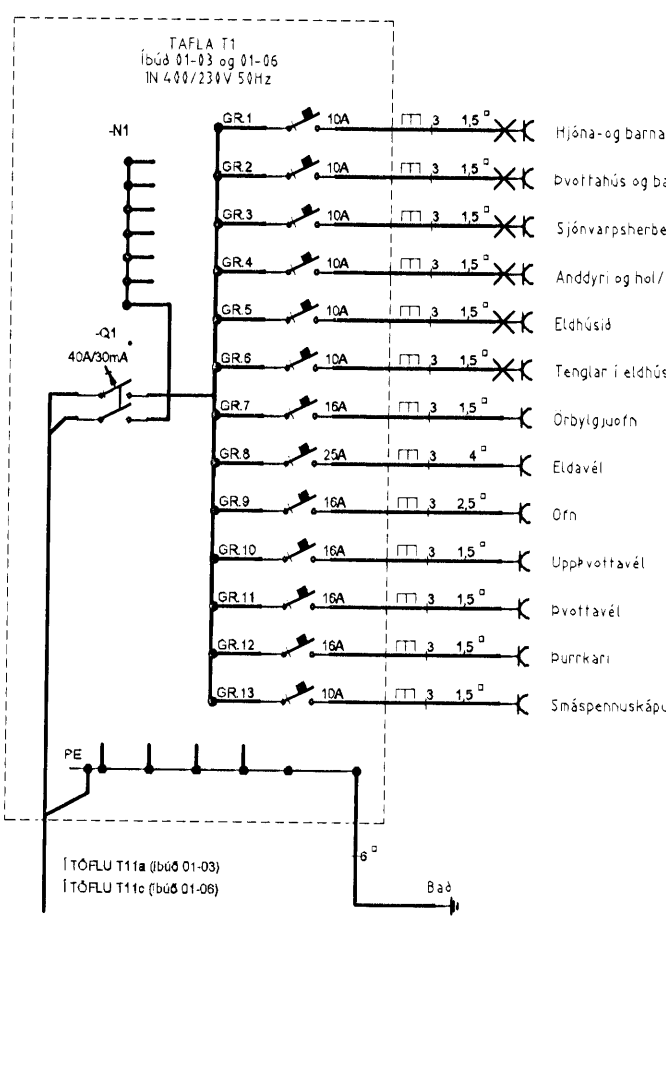 TAFLA T1
Íbúð 01-03 og 01-06
1N 400/230V 50Hz
-N1
-Q1
40A/30mA
GR.1 10A 3 1,5 Hjóna-og barna
GR.2 10A 3 1,5 Þvottahús og ba
GR.3 10A 3 1,5 Sjónvarpsherbe
GR.4 10A 3 1,5 Anddyri og hol/
GR.5 10A 3 1,5 Eldhúsið
GR.6 10A 3 1,5 Tenglar í eldhús
GR.7 16A 3 1,5 Örbylgjuofn
GR.8 25A 3 4 Eldavél
GR.9 16A 3 2,5 Ofn
GR.10 16A 3 1,5 Uppþvottavél
GR.11 16A 3 1,5 Þvottavél
GR.12 16A 3 1,5 Þurrkari
GR.13 10A 3 1,5 Smáspennuskápu
PE
6
Í TÖFLU T11a (íbúð 01-03)
Í TÖFLU T11c (íbúð 01-06)
Bað